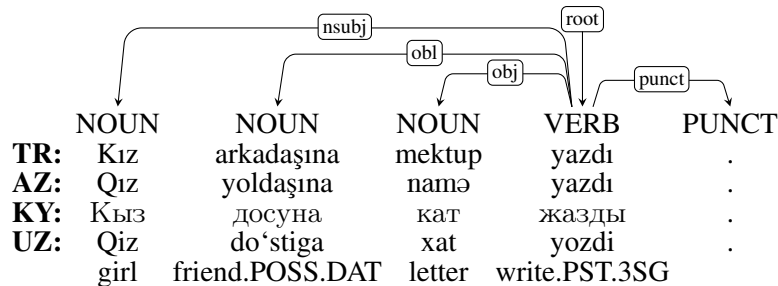 nsubj
root
obl
obj
punct
NOUN NOUN NOUN VERB PUNCT
TR: Kız arkadaşına mektup yazdı .
AZ: Qız yoldaşına namə yazdı .
KY: Кыз досуна кат жазды .
UZ: Qiz do‘stiga xat yozdi .
girl friend.POSS.DAT letter write.PST.3SG